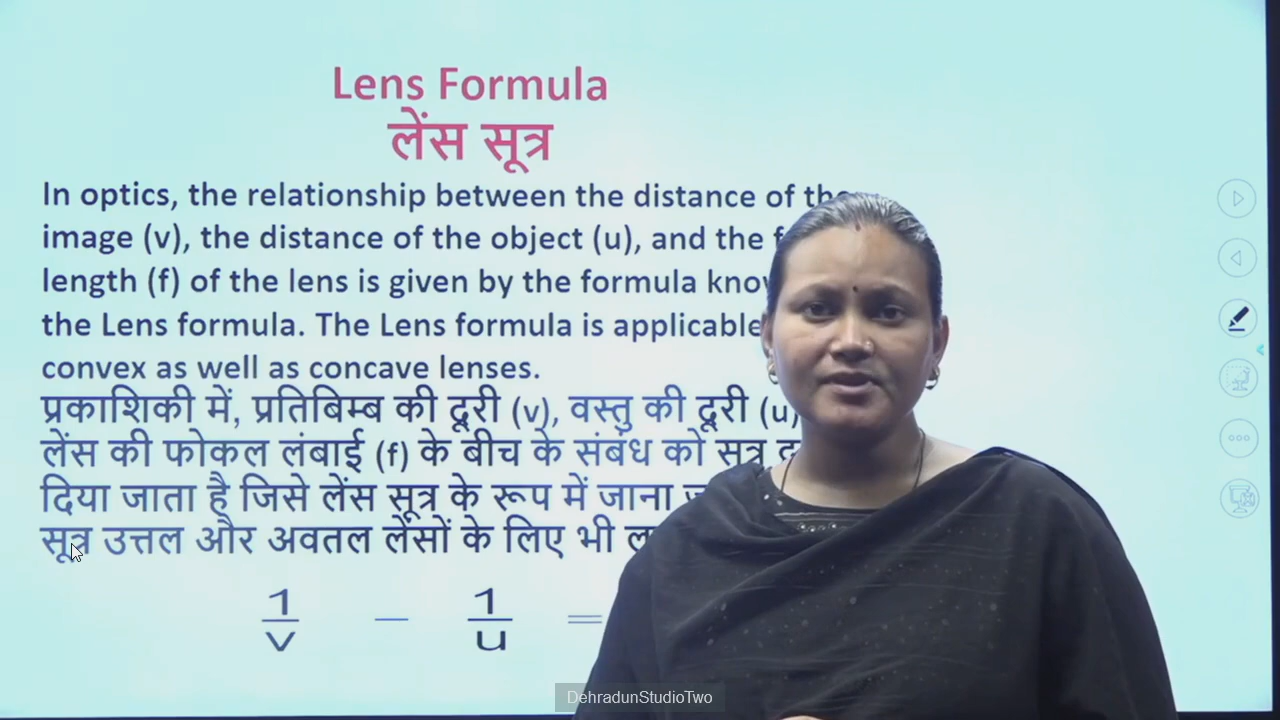 Lens Formula
लेंस सूत्र
In optics, the relationship between the distance of the
image (v), the distance of the object (u), and the
length (f) of the lens is given by the formula
the Lens formula. The Lens formula is applicable
convex as well as concave lenses.
प्रकाशिकी में, प्रतिबिम्ब की दूरी (v), वस्तु की दूरी (u)
लेंस की फोकल लंबाई (f) के बीच के संबंध को सूत्र
दिया जाता है जिसे लेंस सूत्र के रूप में जाना
सूत्र उत्तल और अवतल लेंसों के लिए भी
1/v − 1/u =
DehradunStudioTwo